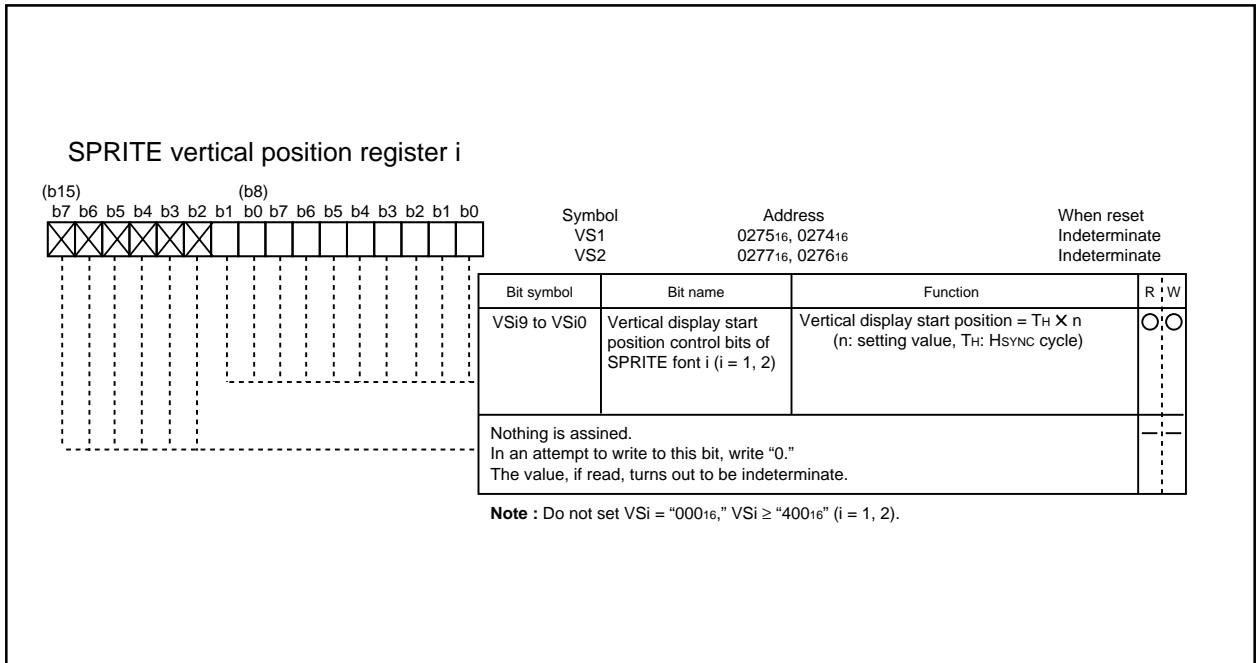 SPRITE vertical position register i
(b15) (b8)
b7 b6 b5 b4 b3 b2 b1 b0 b7 b6 b5 b4 b3 b2 b1 b0
Symbol Address When reset
VS1 027516, 027416 Indeterminate
VS2 027716, 027616 Indeterminate
Bit symbol Bit name Function R W
VSi9 to VSi0 Vertical display start Vertical display start position = TH X n
position control bits of (n: setting value, TH: HSYNC cycle)
SPRITE font i (i = 1, 2)
Nothing is assined.
In an attempt to write to this bit, write “0.”
The value, if read, turns out to be indeterminate.
Note : Do not set VSi = “00016,” VSi ≥ “40016” (i = 1, 2).